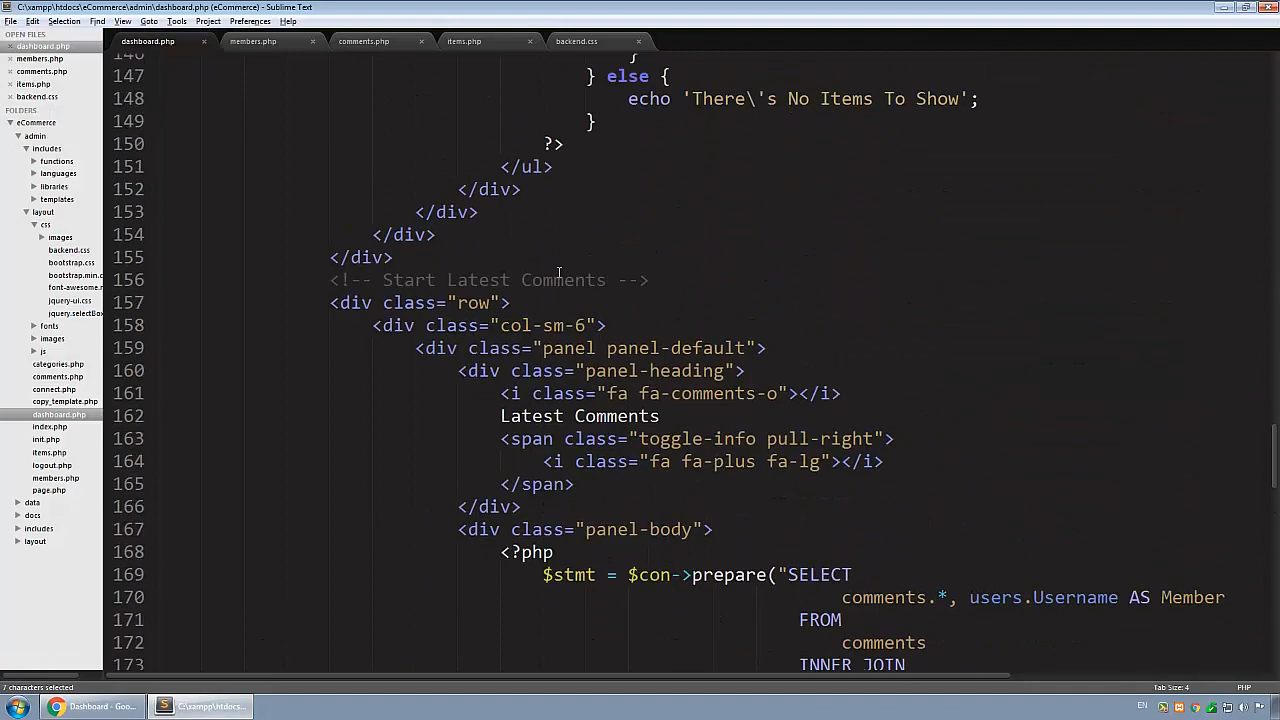 C:\xampp\htdocs\eCommerce\admin\dashboard.php (eCommerce) - Sublime Text
File Edit Selection Find View Goto Tools Project Preferences Help
OPEN FILES
dashboard.php
members.php
comments.php
items.php
backend.css
FOLDERS
eCommerce
admin
includes
functions
languages
libraries
templates
layout
css
images
backend.css
bootstrap.css
bootstrap.min.c
font-awesome.m
jquery-ui.css
jquery.selectBox
fonts
images
js
categories.php
comments.php
connect.php
copy_template.php
dashboard.php
index.php
init.php
items.php
logout.php
members.php
page.php
data
docs
includes
layout
dashboard.php members.php comments.php items.php backend.css
146 }
147 } else {
148 echo 'There\'s No Items To Show';
149 }
150 ?>
151 </ul>
152 </div>
153 </div>
154 </div>
155 </div>
156 <!-- Start Latest Comments -->
157 <div class="row">
158 <div class="col-sm-6">
159 <div class="panel panel-default">
160 <div class="panel-heading">
161 <i class="fa fa-comments-o"></i>
162 Latest Comments
163 <span class="toggle-info pull-right">
164 <i class="fa fa-plus fa-lg"></i>
165 </span>
166 </div>
167 <div class="panel-body">
168 <?php
169 $stmt = $con->prepare("SELECT
170 comments.*, users.Username AS Member
171 FROM
172 comments
173 INNER JOIN
7 characters selected
Tab Size: 4
PHP
Dashboard - Goo...
C:\xampp\htdocs...
EN